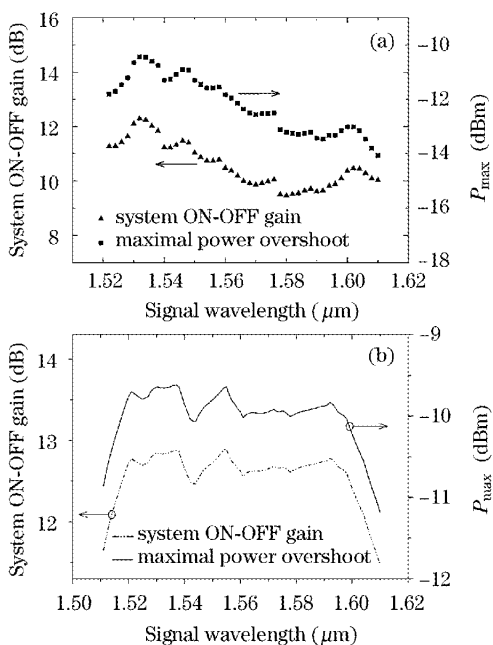 (a)
System ON-OFF gain (dB)
16
14
12
10
8
−10
−12
−14
−16
−18
P_max (dBm)
system ON-OFF gain
maximal power overshoot
1.52 1.54 1.56 1.58 1.60 1.62
Signal wavelength (μm)
(b)
System ON-OFF gain (dB)
14
13
12
−9
−10
−11
−12
P_max (dBm)
system ON-OFF gain
maximal power overshoot
1.50 1.52 1.54 1.56 1.58 1.60 1.62
Signal wavelength (μm)